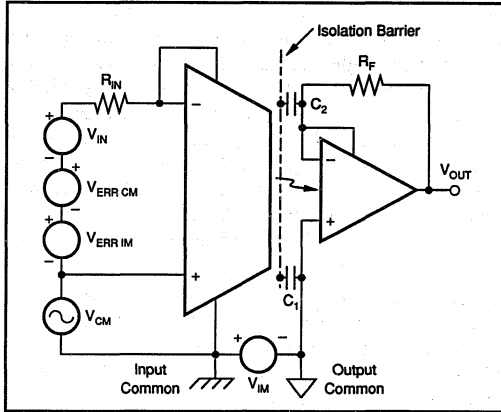 Isolation Barrier
R_IN
R_F
C_2
−
+
−
V_IN
+
V_ERR CM
−
+
V_ERR IM
−
+
−
+
V_OUT
C_1
V_CM
+
−
V_IM
Input
Common
Output
Common